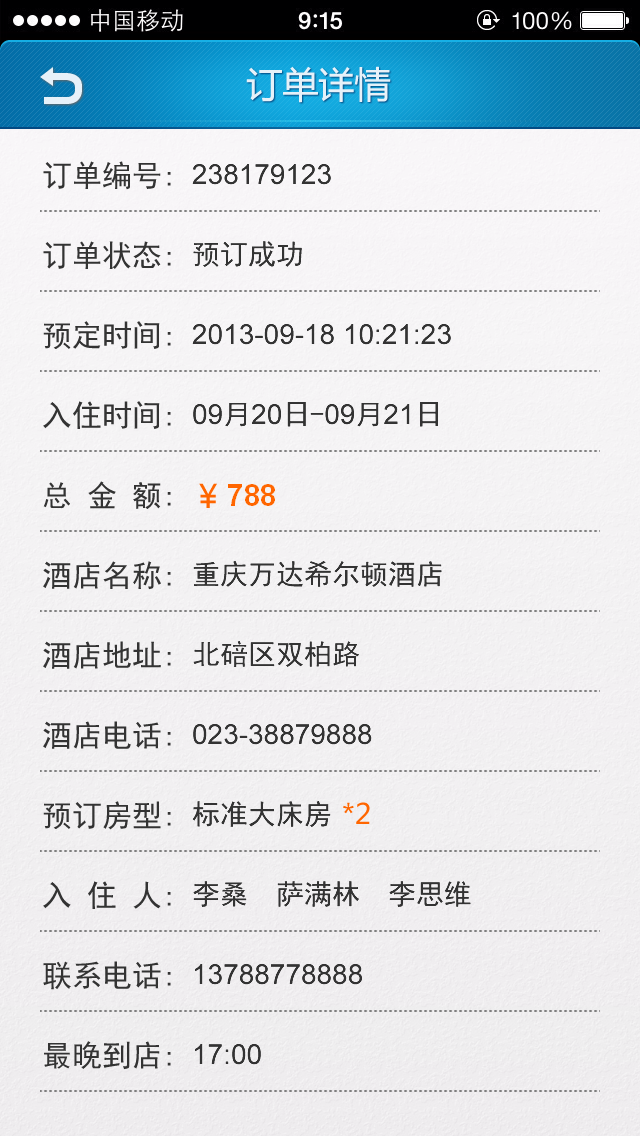 中国移动 9:15 100%
订单详情
订单编号: 238179123
订单状态: 预订成功
预定时间: 2013-09-18 10:21:23
入住时间: 09月20日-09月21日
总 金 额: ￥788
酒店名称: 重庆万达希尔顿酒店
酒店地址: 北碚区双柏路
酒店电话: 023-38879888
预订房型: 标准大床房 *2
入 住 人: 李桑 萨满林 李思维
联系电话: 13788778888
最晚到店: 17:00